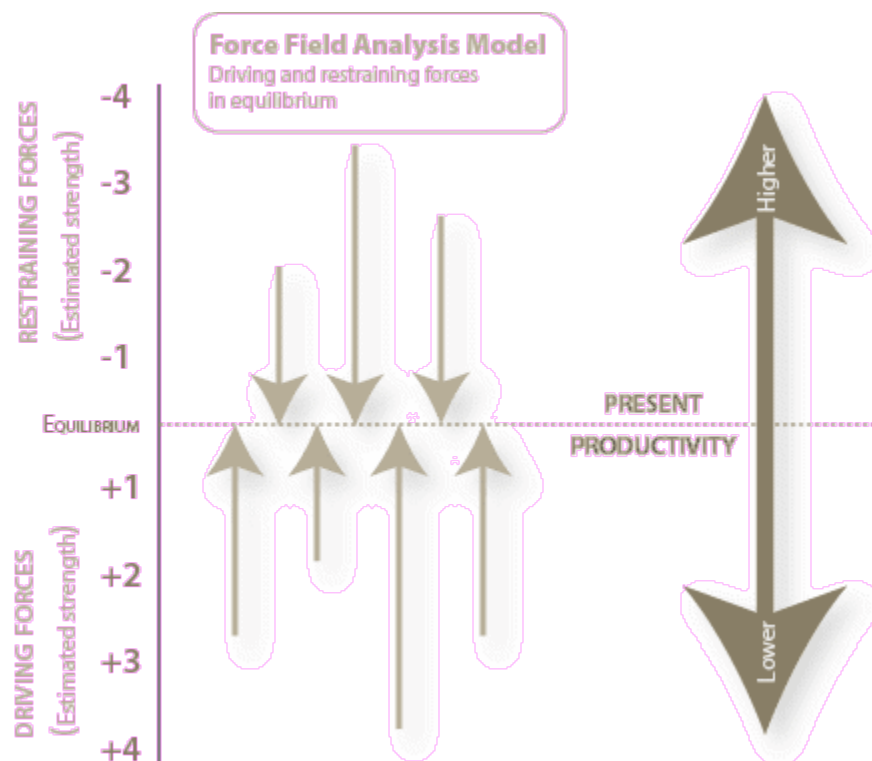 Force Field Analysis Model
Driving and restraining forces
in equilibrium
RESTRAINING FORCES
(Estimated strength)
-4
-3
-2
-1
EQUILIBRIUM
+1
+2
+3
+4
DRIVING FORCES
(Estimated strength)
PRESENT
PRODUCTIVITY
Higher
Lower